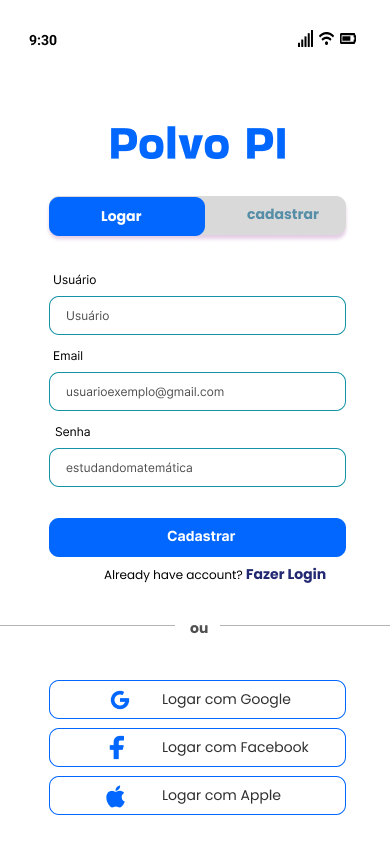 9:30
Polvo PI
Logar cadastrar
Usuário
Usuário
Email
usuarioexemplo@gmail.com
Senha
estudandomatemática
Cadastrar
Already have account? Fazer Login
ou
Logar com Google
Logar com Facebook
Logar com Apple